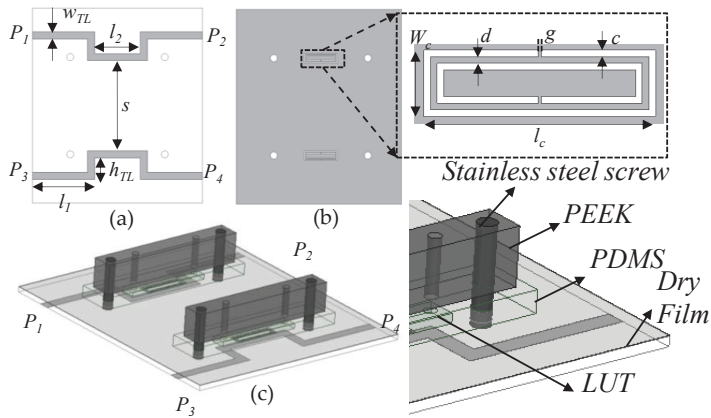 w_TL
P_1
l_2
P_2
s
P_3
h_TL
P_4
l_1
(a)
(b)
W_c
d
g
c
l_c
Stainless steel screw
PEEK
PDMS
Dry
Film
LUT
P_2
P_1
P_4
(c)
P_3